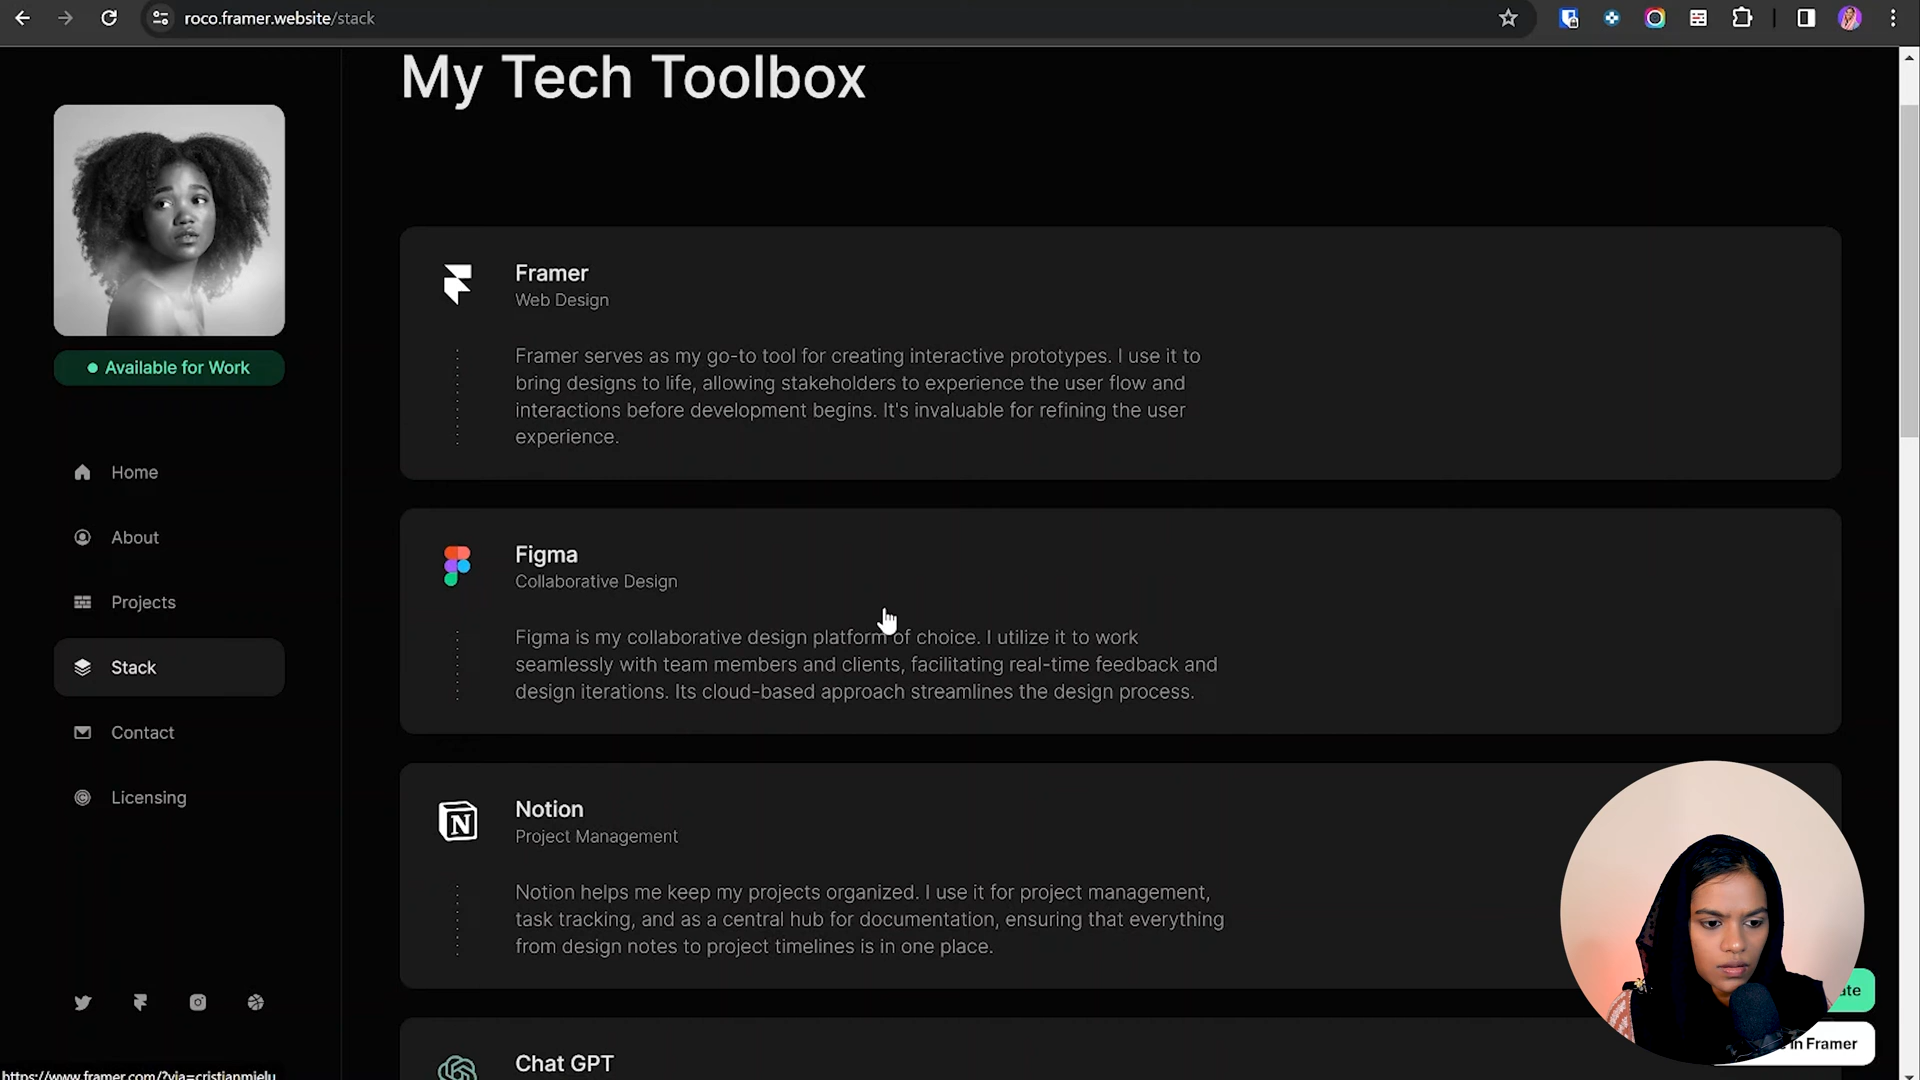 roco.framer.website/stack
My Tech Toolbox
Available for Work
Home
About
Projects
Stack
Contact
Licensing
Framer
Web Design
Framer serves as my go-to tool for creating interactive prototypes. I use it to
bring designs to life, allowing stakeholders to experience the user flow and
interactions before development begins. It's invaluable for refining the user
experience.
Figma
Collaborative Design
Figma is my collaborative design platform of choice. I utilize it to work
seamlessly with team members and clients, facilitating real-time feedback and
design iterations. Its cloud-based approach streamlines the design process.
N
Notion
Project Management
Notion helps me keep my projects organized. I use it for project management,
task tracking, and as a central hub for documentation, ensuring that everything
from design notes to project timelines is in one place.
Chat GPT
in Framer
https://www.framer.com/?via=cristianmielu